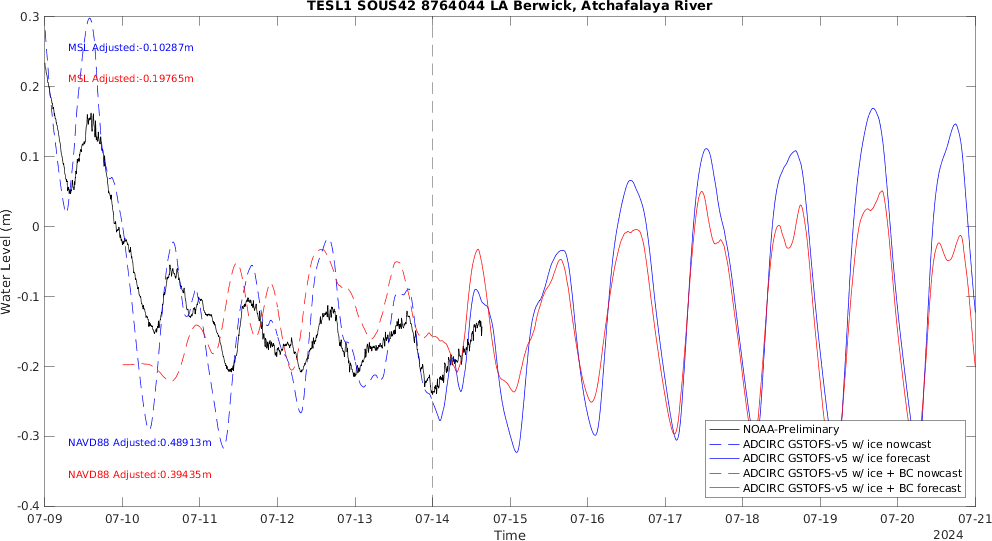 TESL1 SOUS42 8764044 LA Berwick, Atchafalaya River
MSL Adjusted:-0.10287m
MSL Adjusted:-0.19765m
NAVD88 Adjusted:0.48913m
NAVD88 Adjusted:0.39435m
Water Level (m)
0.3
0.2
0.1
0
-0.1
-0.2
-0.3
-0.4
NOAA-Preliminary
ADCIRC GSTOFS-v5 w/ ice nowcast
ADCIRC GSTOFS-v5 w/ ice forecast
ADCIRC GSTOFS-v5 w/ ice + BC nowcast
ADCIRC GSTOFS-v5 w/ ice + BC forecast
07-09 07-10 07-11 07-12 07-13 07-14 07-15 07-16 07-17 07-18 07-19 07-20 07-21
Time
2024